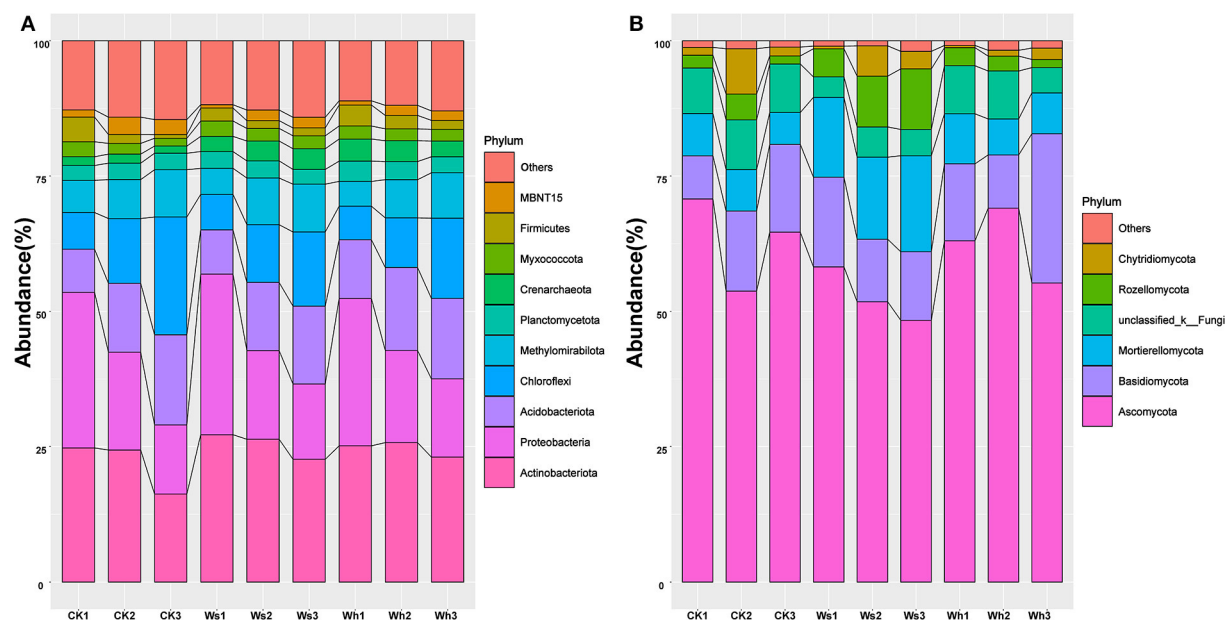 A
Abundance(%)
100
75
50
25
0
CK1 CK2 CK3 Ws1 Ws2 Ws3 Wh1 Wh2 Wh3
Phylum
Others
MBNT15
Firmicutes
Myxococcota
Crenarchaeota
Planctomycetota
Methylomirabilota
Chloroflexi
Acidobacteriota
Proteobacteria
Actinobacteriota
B
Abundance(%)
100
75
50
25
0
CK1 CK2 CK3 Ws1 Ws2 Ws3 Wh1 Wh2 Wh3
Phylum
Others
Chytridiomycota
Rozellomycota
unclassified_k__Fungi
Mortierellomycota
Basidiomycota
Ascomycota